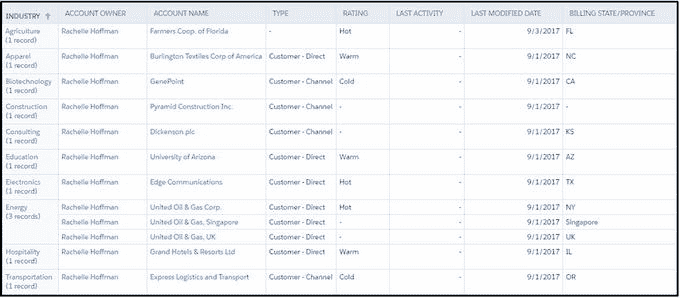 INDUSTRY ACCOUNT OWNER ACCOUNT NAME TYPE RATING LAST ACTIVITY LAST MODIFIED DATE BILLING STATE/PROVINCE
Agriculture Rachelle Hoffman Farmers Coop. of Florida - Hot - 9/3/2017 FL
(1 record)
Apparel Rachelle Hoffman Burlington Textiles Corp of America Customer - Direct Warm - 9/1/2017 NC
(1 record)
Biotechnology Rachelle Hoffman GenePoint Customer - Channel Cold - 9/1/2017 CA
(1 record)
Construction Rachelle Hoffman Pyramid Construction Inc. Customer - Channel - - 9/1/2017 -
(1 record)
Consulting Rachelle Hoffman Dickenson plc Customer - Channel - - 9/1/2017 KS
(1 record)
Education Rachelle Hoffman University of Arizona Customer - Direct Warm - 9/1/2017 AZ
(1 record)
Electronics Rachelle Hoffman Edge Communications Customer - Direct Hot - 9/1/2017 TX
(1 record)
Energy Rachelle Hoffman United Oil & Gas Corp. Customer - Direct Hot - 9/1/2017 NY
(3 records)
Rachelle Hoffman United Oil & Gas, Singapore Customer - Direct - - 9/1/2017 Singapore
Rachelle Hoffman United Oil & Gas, UK Customer - Direct - - 9/1/2017 UK
Hospitality Rachelle Hoffman Grand Hotels & Resorts Ltd Customer - Direct Warm - 9/1/2017 IL
(1 record)
Transportation Rachelle Hoffman Express Logistics and Transport Customer - Channel Cold - 9/1/2017 OR
(1 record)